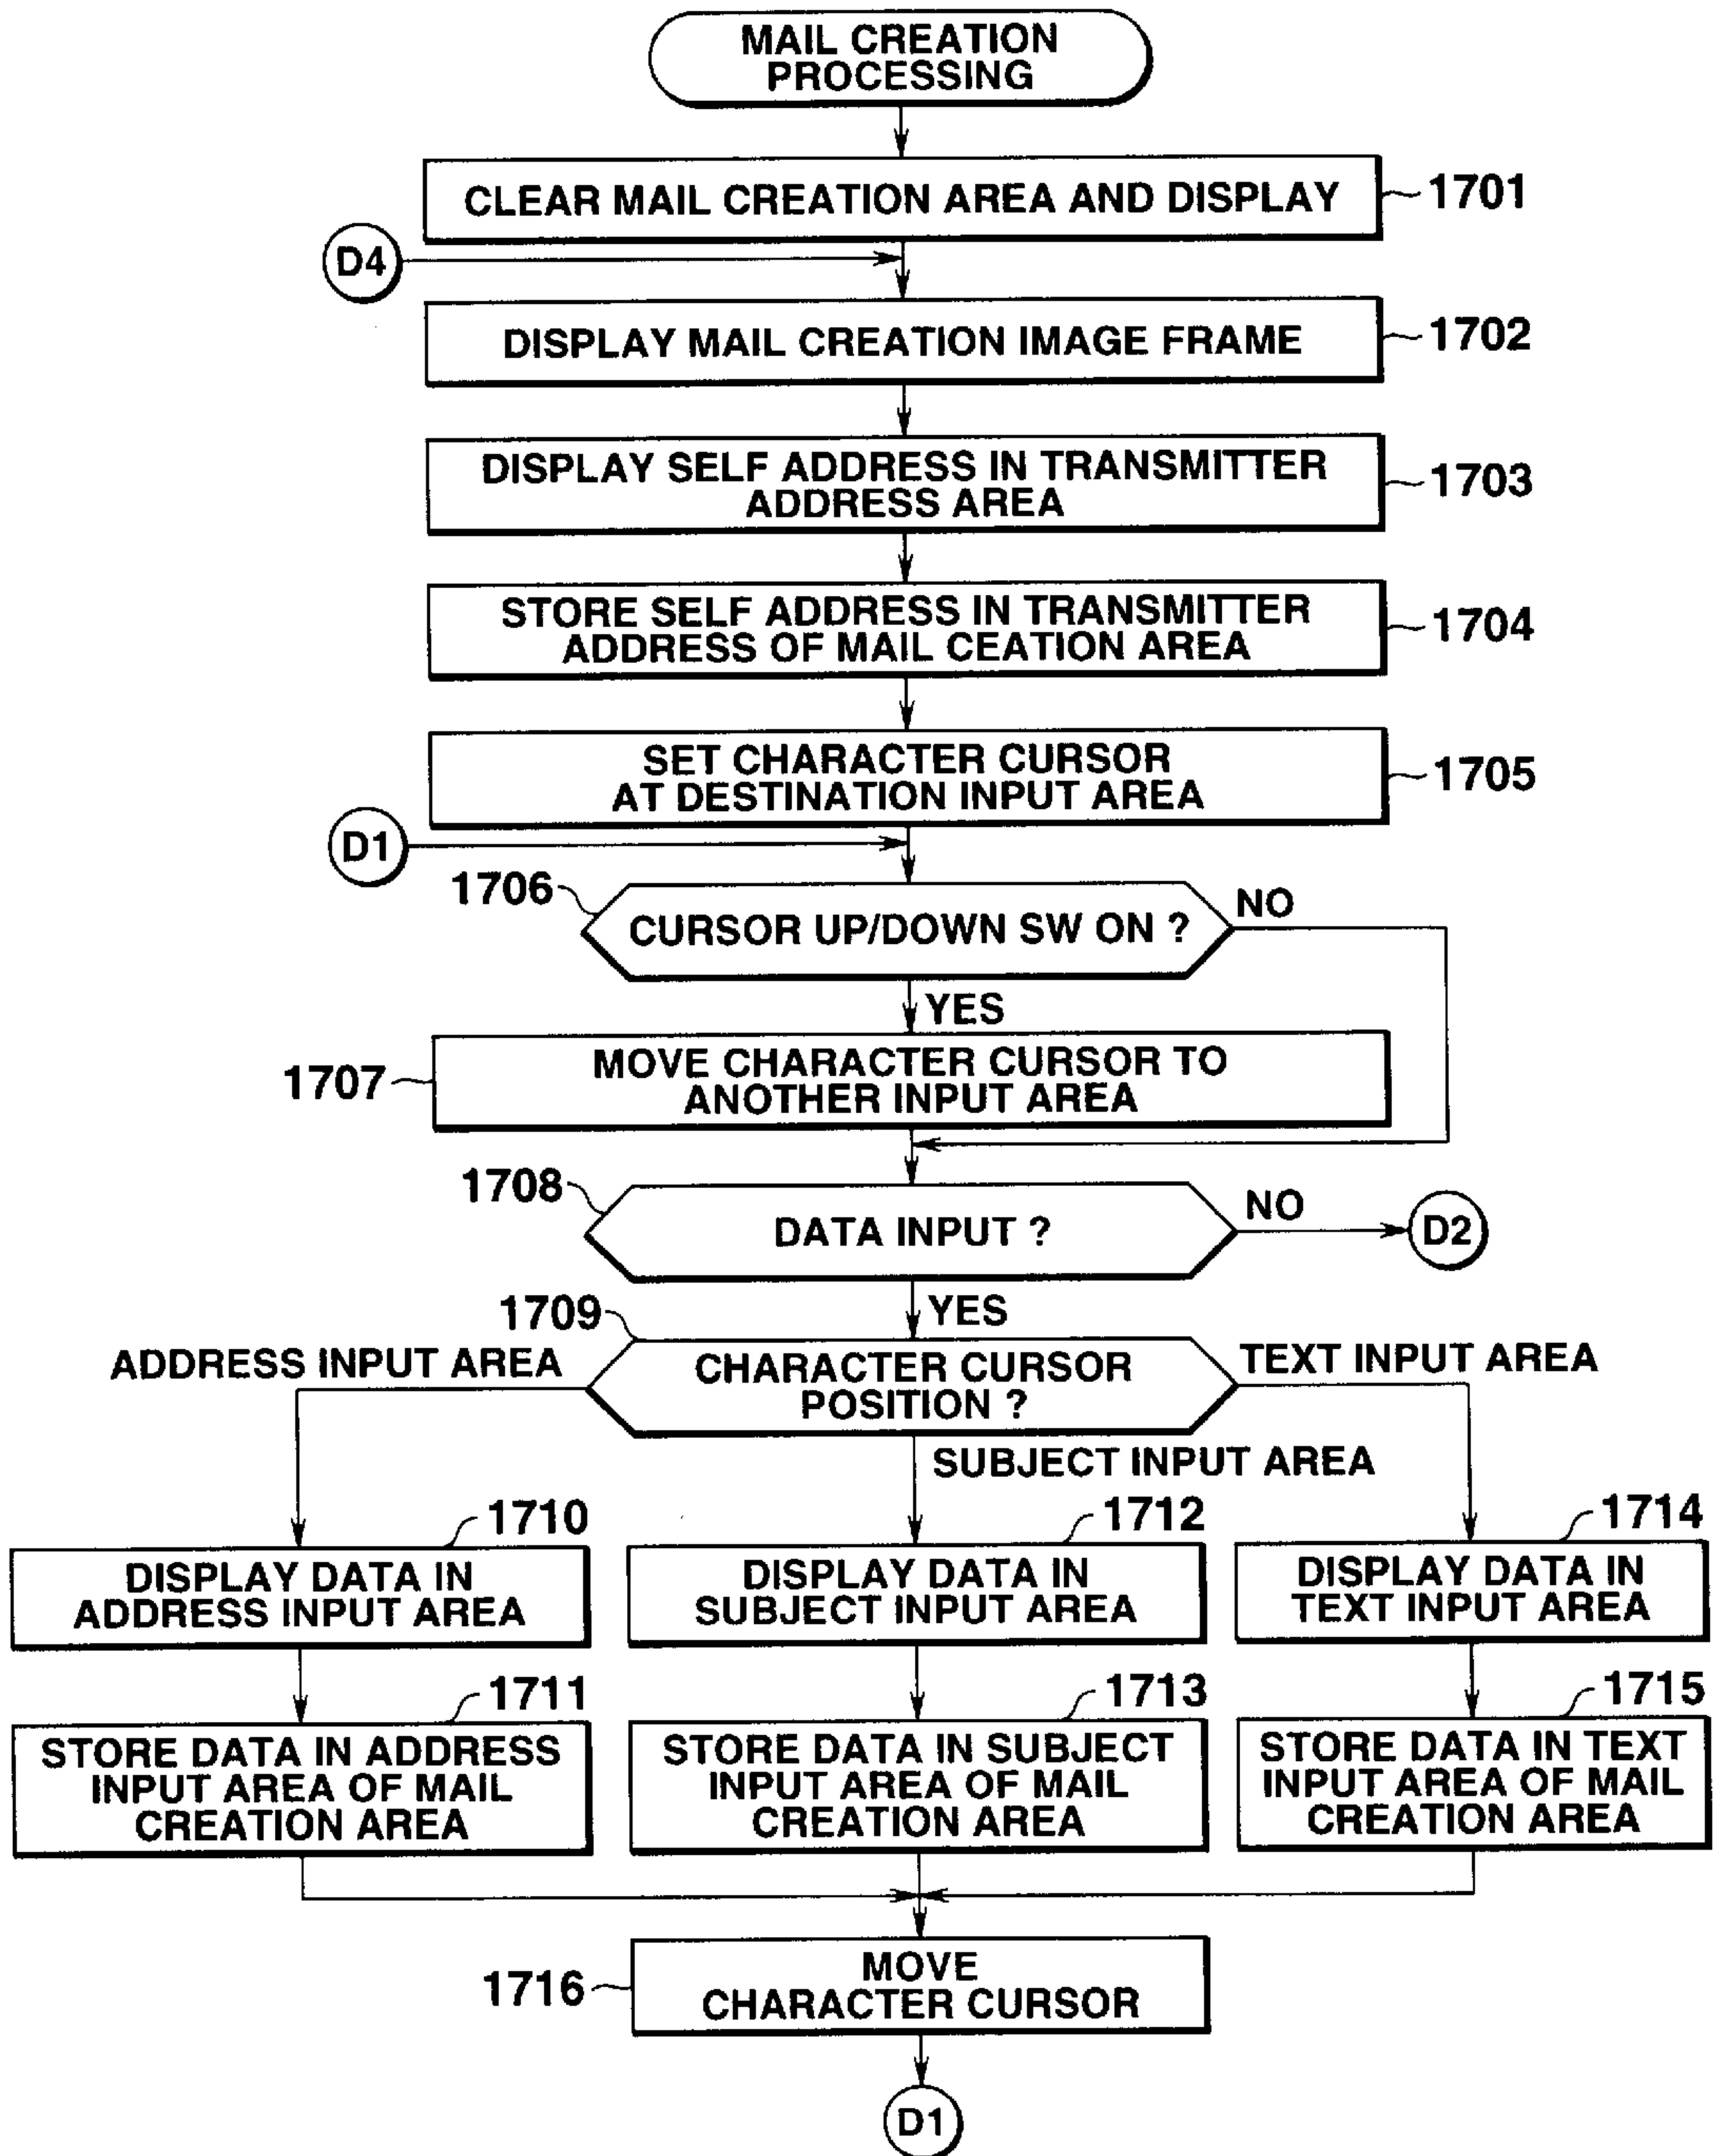 MAIL CREATION
PROCESSING
CLEAR MAIL CREATION AREA AND DISPLAY
1701
D4
DISPLAY MAIL CREATION IMAGE FRAME
1702
DISPLAY SELF ADDRESS IN TRANSMITTER
ADDRESS AREA
1703
STORE SELF ADDRESS IN TRANSMITTER
ADDRESS OF MAIL CEATION AREA
1704
SET CHARACTER CURSOR
AT DESTINATION INPUT AREA
1705
D1
1706
CURSOR UP/DOWN SW ON ?
NO
YES
1707
MOVE CHARACTER CURSOR TO
ANOTHER INPUT AREA
1708
DATA INPUT ?
NO
D2
YES
1709
ADDRESS INPUT AREA
CHARACTER CURSOR
POSITION ?
TEXT INPUT AREA
SUBJECT INPUT AREA
1710
DISPLAY DATA IN
ADDRESS INPUT AREA
1712
DISPLAY DATA IN
SUBJECT INPUT AREA
1714
DISPLAY DATA IN
TEXT INPUT AREA
1711
STORE DATA IN ADDRESS
INPUT AREA OF MAIL
CREATION AREA
1713
STORE DATA IN SUBJECT
INPUT AREA OF MAIL
CREATION AREA
1715
STORE DATA IN TEXT
INPUT AREA OF MAIL
CREATION AREA
1716
MOVE
CHARACTER CURSOR
D1